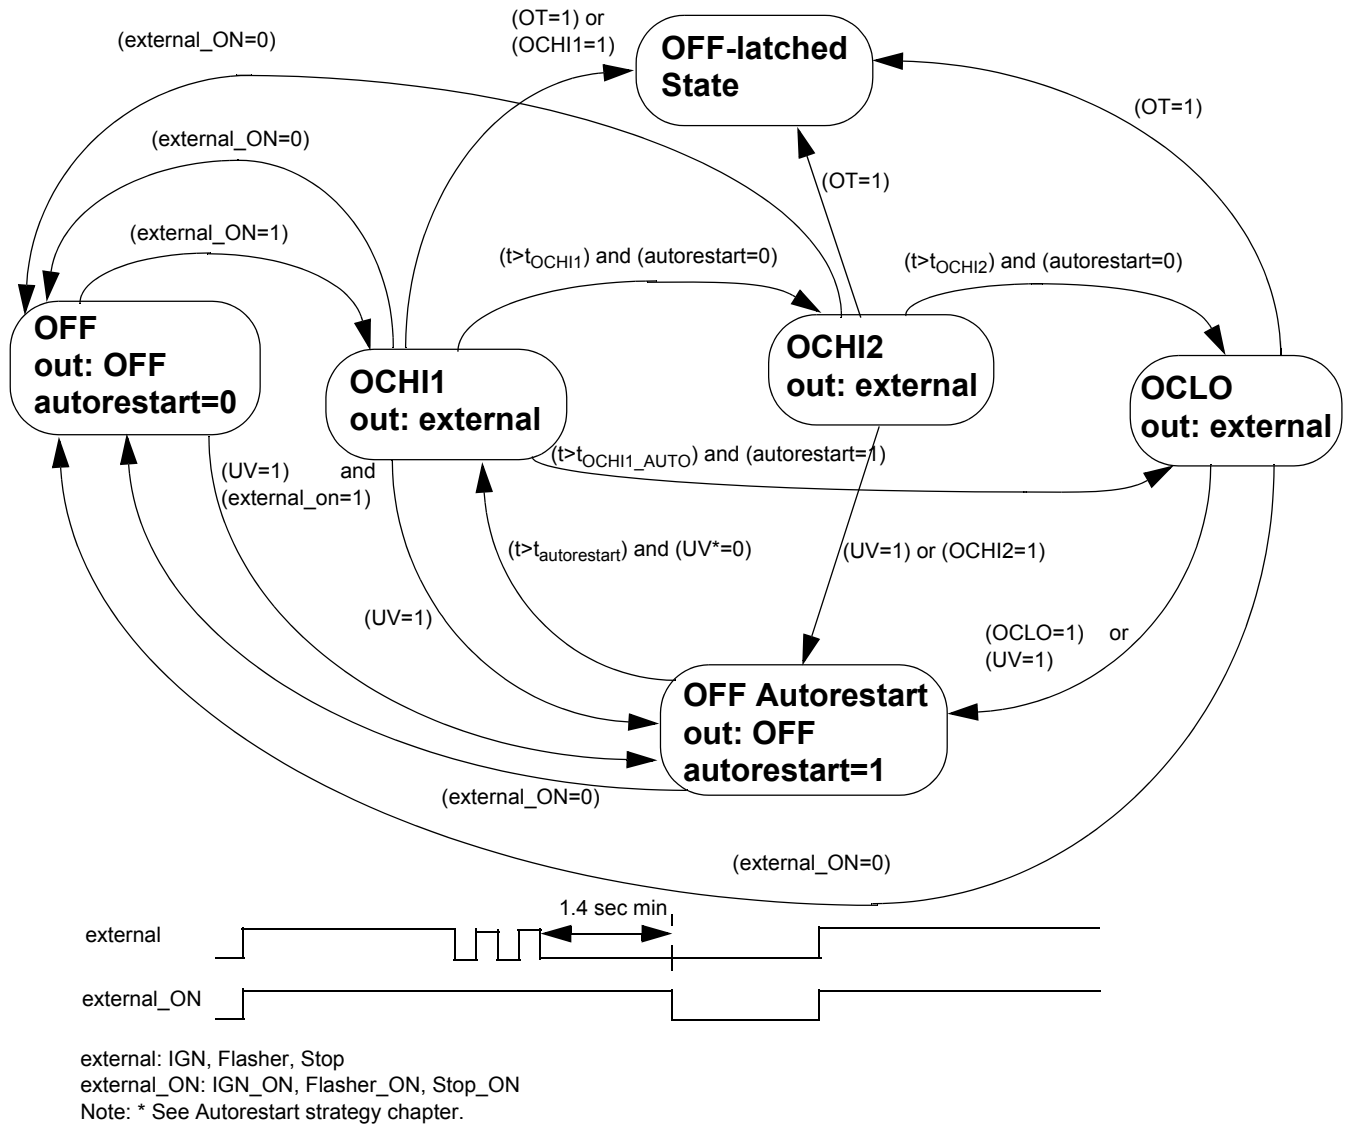 (OT=1) or
(OCHI1=1)
(external_ON=0)
OFF-latched
State
(OT=1)
(external_ON=0)
(OT=1)
(external_ON=1)
(t>tOCHI1) and (autorestart=0)
(t>tOCHI2) and (autorestart=0)
OFF
out: OFF
autorestart=0
OCHI1
out: external
OCHI2
out: external
OCLO
out: external
(UV=1) and
(external_on=1)
(t>tOCHI1_AUTO) and (autorestart=1)
(t>tautorestart) and (UV*=0)
(UV=1) or (OCHI2=1)
(UV=1)
(OCLO=1) or
(UV=1)
OFF Autorestart
out: OFF
autorestart=1
(external_ON=0)
(external_ON=0)
1.4 sec min
external
external_ON
external: IGN, Flasher, Stop
external_ON: IGN_ON, Flasher_ON, Stop_ON
Note: * See Autorestart strategy chapter.